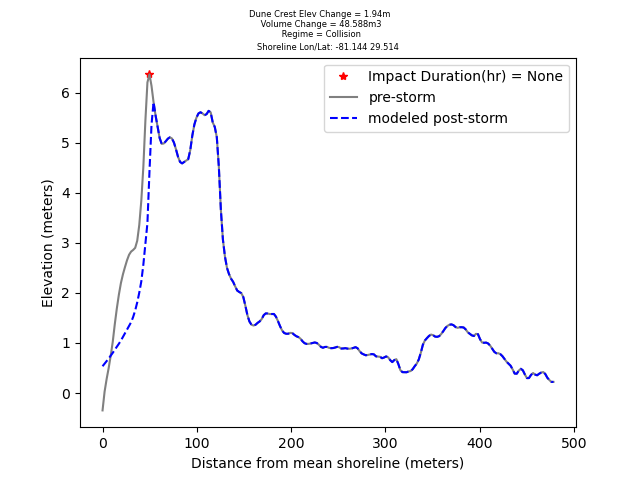 Dune Crest Elev Change = 1.94m
Volume Change = 48.588m3
Regime = Collision
Shoreline Lon/Lat: -81.144 29.514
Impact Duration(hr) = None
pre-storm
modeled post-storm
Elevation (meters)
6
5
4
3
2
1
0
0 100 200 300 400 500
Distance from mean shoreline (meters)